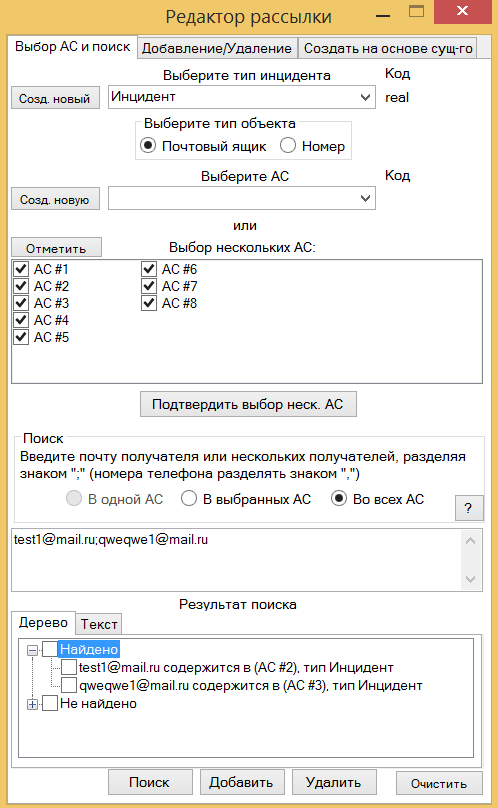 Редактор рассылки
Выбор АС и поиск Добавление/Удаление Создать на основе сущ-го
Выберите тип инцидента Код
Созд. новый Инцидент real
Выберите тип объекта
Почтовый ящик Номер
Выберите АС Код
Созд. новую
или
Отметить Выбор нескольких АС:
АС #1 АС #6
АС #2 АС #7
АС #3 АС #8
АС #4
АС #5
Подтвердить выбор неск. АС
Поиск
Введите почту получателя или нескольких получателей, разделяя
знаком ";" (номера телефона разделять знаком ",")
В одной АС В выбранных АС Во всех АС
?
test1@mail.ru;qweqwe1@mail.ru
Результат поиска
Дерево Текст
Найдено
test1@mail.ru содержится в (АС #2), тип Инцидент
qweqwe1@mail.ru содержится в (АС #3), тип Инцидент
Не найдено
Поиск Добавить Удалить Очистить